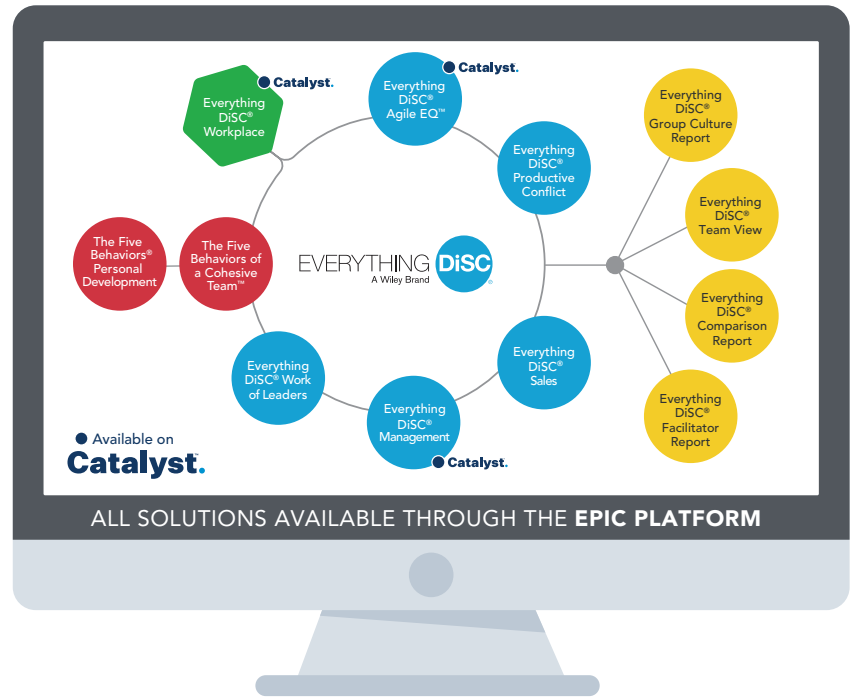 Catalyst.
Everything
DiSC®
Workplace
Catalyst.
Everything
DiSC®
Agile EQ™
Everything
DiSC®
Productive
Conflict
The Five
Behaviors®
Personal
Development
The Five
Behaviors of
a Cohesive
Team™
EVERYTHING DiSC®
A Wiley Brand
Everything
DiSC® Work
of Leaders
Everything
DiSC®
Management
Catalyst.
Everything
DiSC®
Sales
Everything
DiSC®
Group Culture
Report
Everything
DiSC®
Team View
Everything
DiSC®
Comparison
Report
Everything
DiSC®
Facilitator
Report
Available on
Catalyst™.
ALL SOLUTIONS AVAILABLE THROUGH THE EPIC PLATFORM